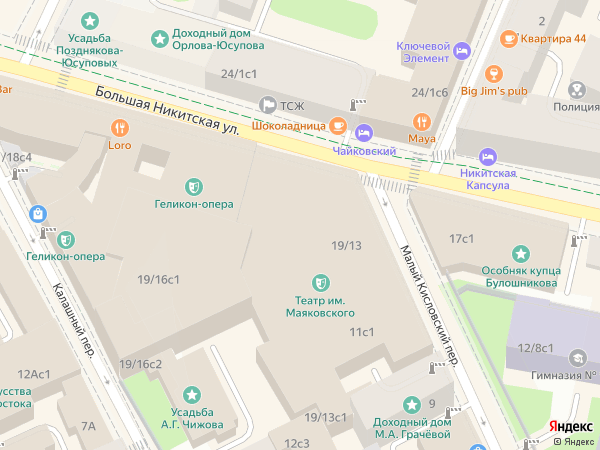 Усадьба
Позднякова-
Юсуповых
Доходный дом
Орлова-Юсупова
2
Квартира 44
Ключевой
Элемент
24/1с1
24/1с6
Big Jim's pub
Bar
Большая Никитская ул.
ТСЖ
Полиция
Шоколадница
Loro
Maya
Чайковский
/18с4
Никитская
Капсула
Геликон-опера
Геликон-опера
19/13
17с1
Малый Кисловский пер.
Особняк купца
Булошникова
19/16с1
Калашный пер.
Театр им.
Маяковского
11с1
12/8с1
19/16с2
12Ас1
Гимназия №
Усадьба
А.Г. Чижова
7А
9
19/13с1
Доходный дом
М.А. Грачёвой
12с3
Яндекс
© Яндекс